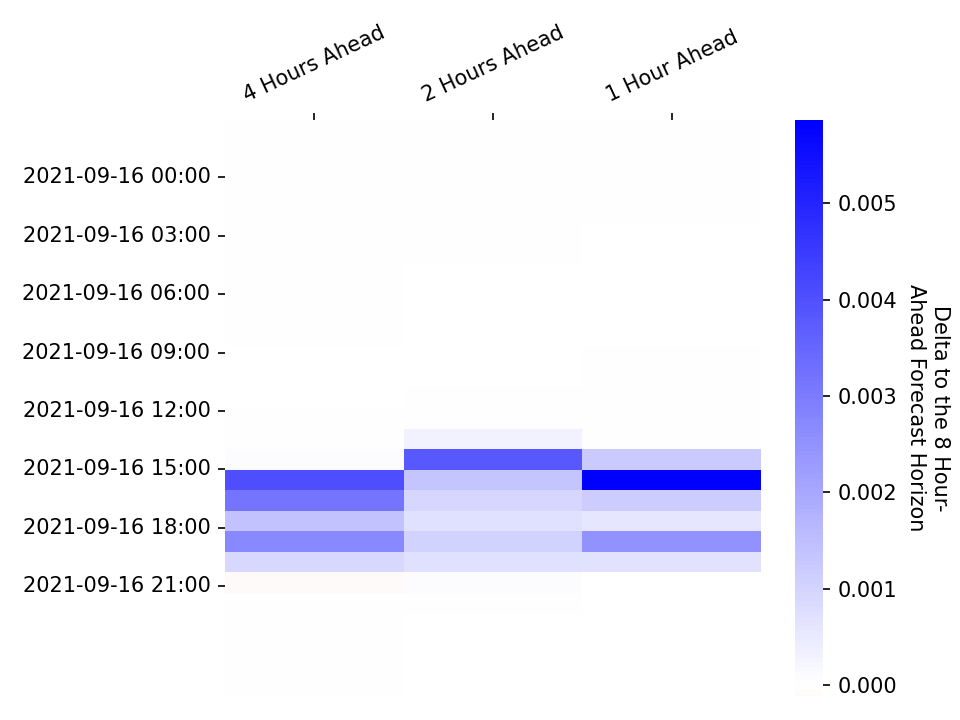 4 Hours Ahead
2 Hours Ahead
1 Hour Ahead
2021-09-16 00:00
2021-09-16 03:00
2021-09-16 06:00
2021-09-16 09:00
2021-09-16 12:00
2021-09-16 15:00
2021-09-16 18:00
2021-09-16 21:00
0.005
0.004
0.003
0.002
0.001
0.000
Delta to the 8 Hour-
Ahead Forecast Horizon